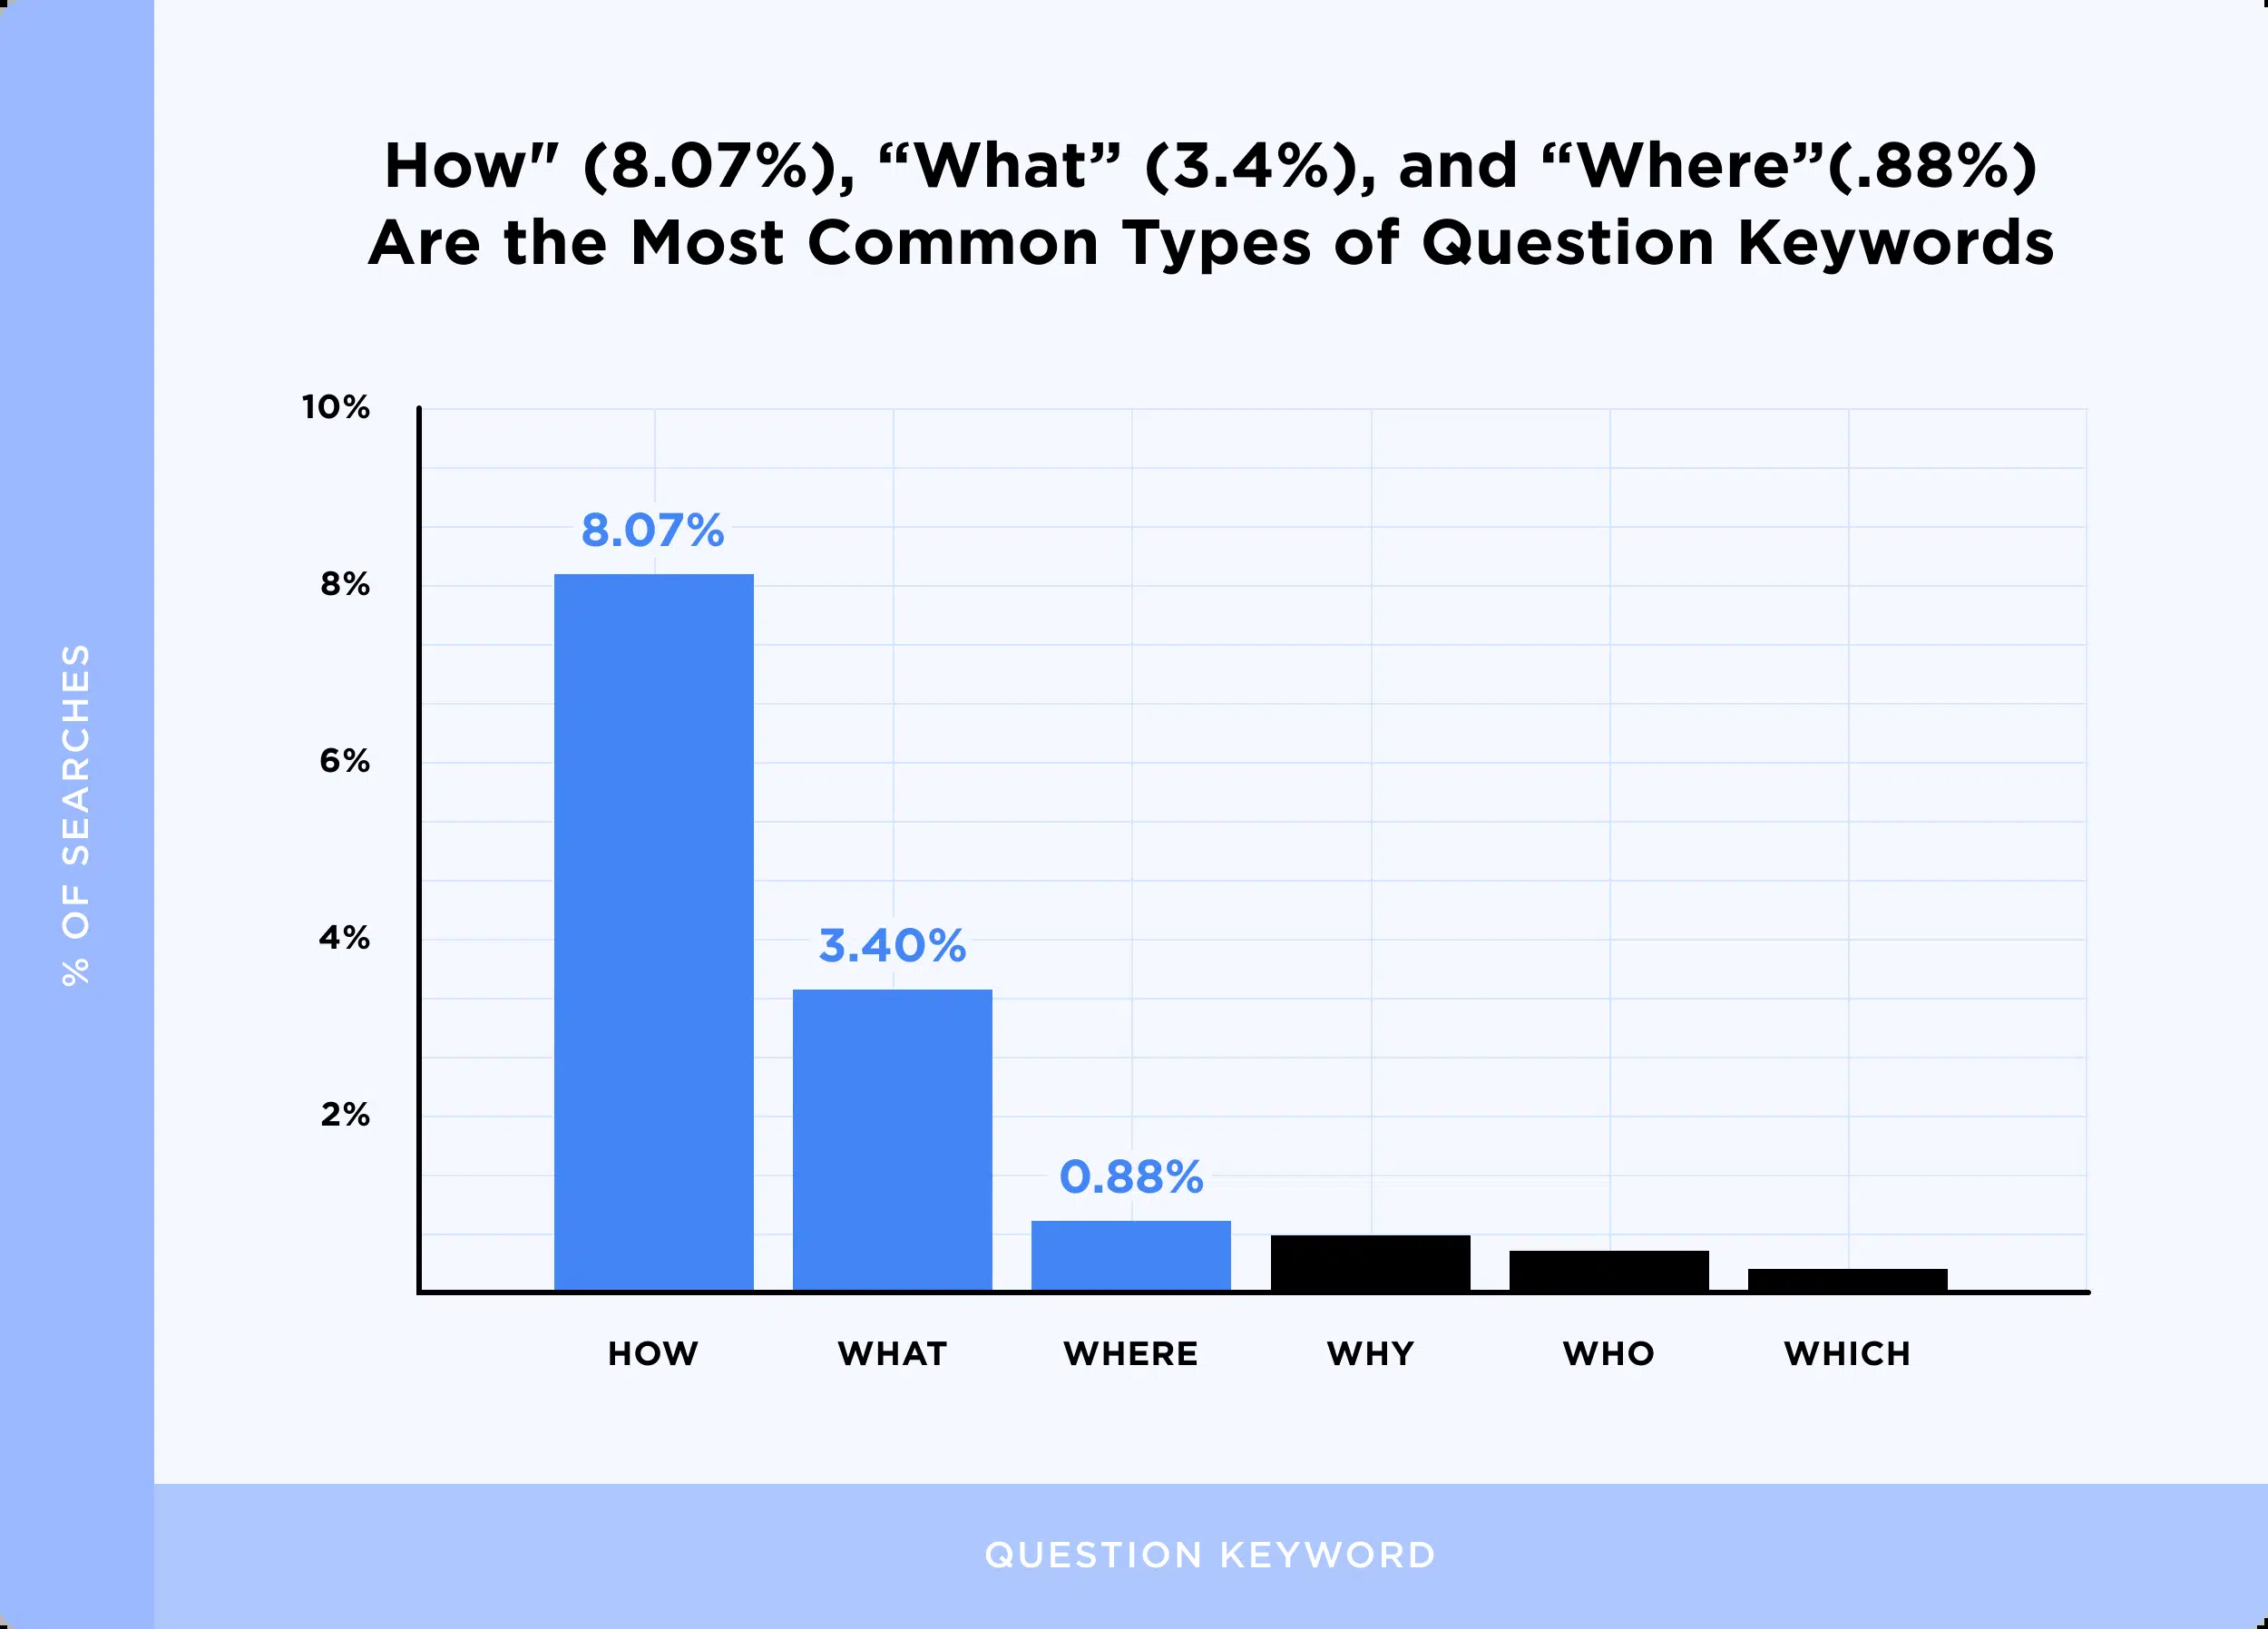 How" (8.07%), “What” (3.4%), and “Where”(.88%)
Are the Most Common Types of Question Keywords
% OF SEARCHES
10%
8%
6%
4%
2%
8.07%
3.40%
0.88%
HOW
WHAT
WHERE
WHY
WHO
WHICH
QUESTION KEYWORD